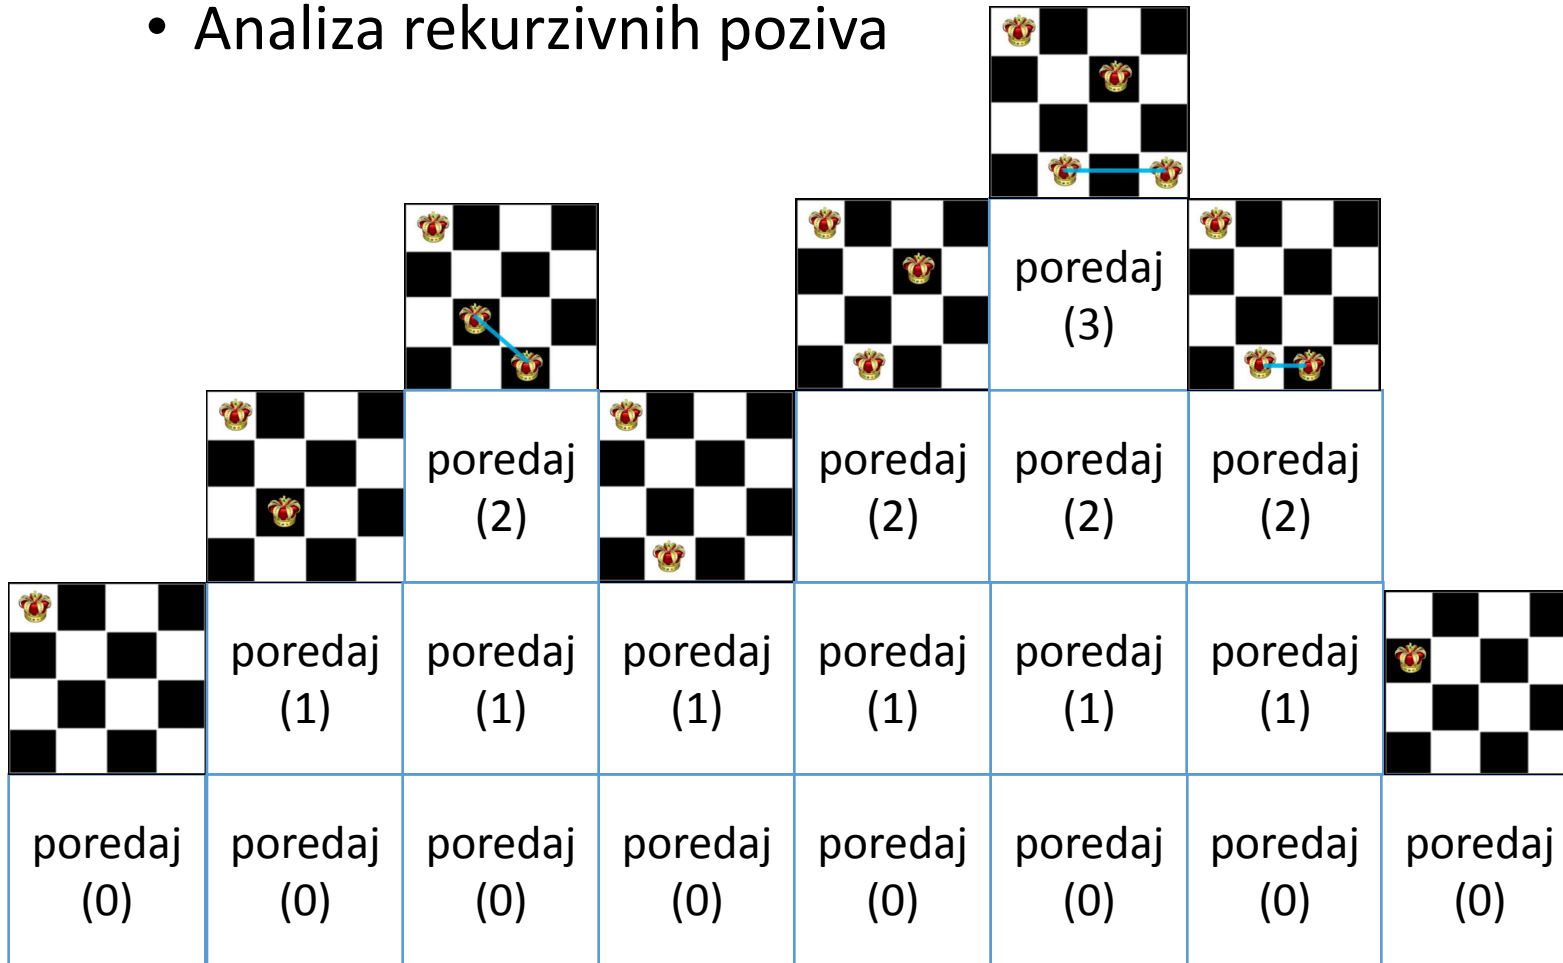 • Analiza rekurzivnih poziva
poredaj
(3)
poredaj
(2)
poredaj
(2)
poredaj
(2)
poredaj
(2)
poredaj
(1)
poredaj
(1)
poredaj
(1)
poredaj
(1)
poredaj
(1)
poredaj
(1)
poredaj
(0)
poredaj
(0)
poredaj
(0)
poredaj
(0)
poredaj
(0)
poredaj
(0)
poredaj
(0)
poredaj
(0)